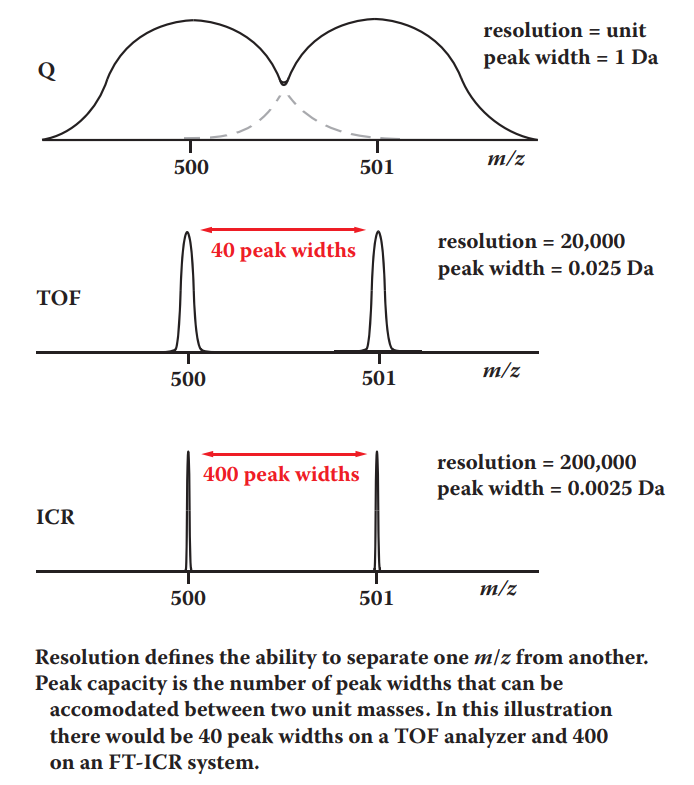 resolution = unit
peak width = 1 Da
Q
500
501
m/z
40 peak widths
resolution = 20,000
peak width = 0.025 Da
TOF
500
501
m/z
400 peak widths
resolution = 200,000
peak width = 0.0025 Da
ICR
500
501
m/z
Resolution defines the ability to separate one m/z from another.
Peak capacity is the number of peak widths that can be
accomodated between two unit masses. In this illustration
there would be 40 peak widths on a TOF analyzer and 400
on an FT-ICR system.